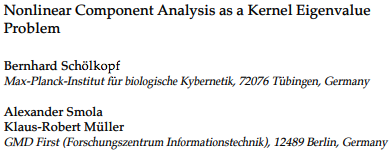 Nonlinear Component Analysis as a Kernel Eigenvalue
Problem
Bernhard Schölkopf
Max-Planck-Institut für biologische Kybernetik, 72076 Tübingen, Germany
Alexander Smola
Klaus-Robert Müller
GMD First (Forschungszentrum Informationstechnik), 12489 Berlin, Germany